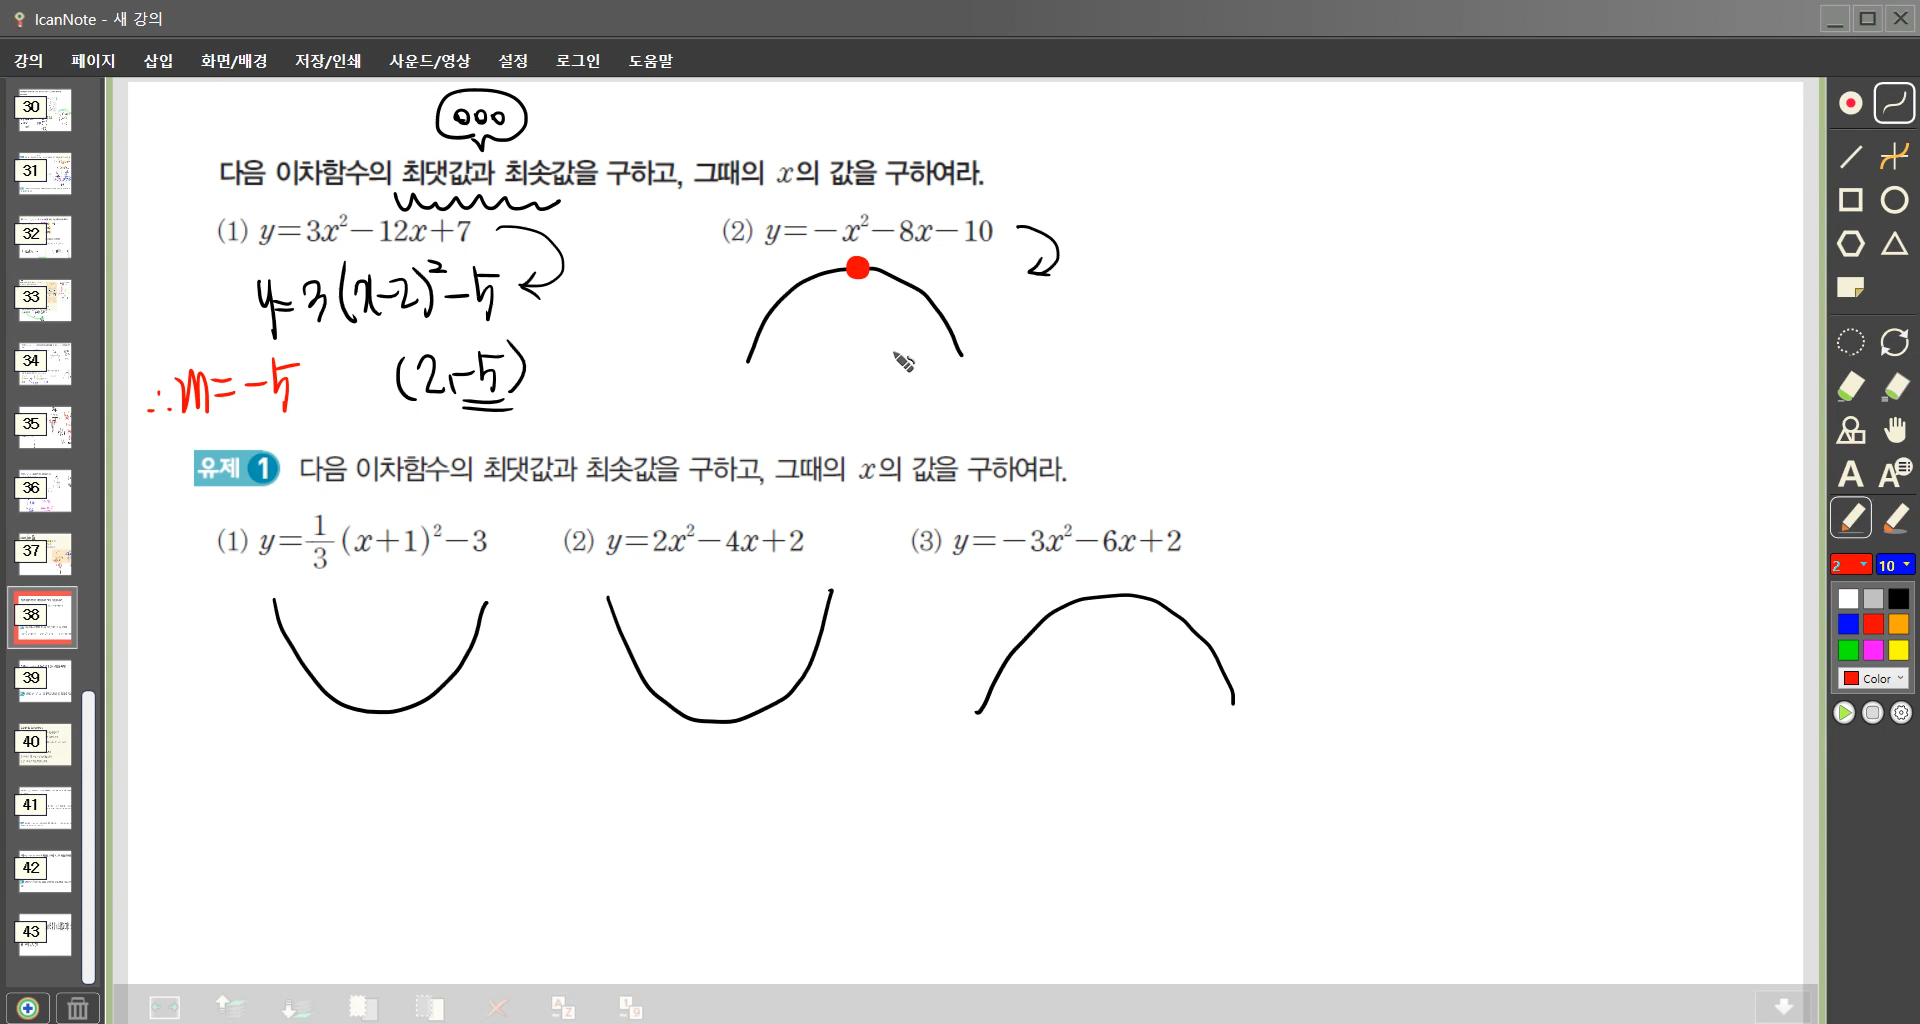 IcanNote - 새 강의
강의 페이지 삽입 화면/배경 저장/인쇄 사운드/영상 설정 로그인 도움말
30
31
32
33
34
35
36
37
38
39
40
41
42
43
다음 이차함수의 최댓값과 최솟값을 구하고, 그때의 x의 값을 구하여라.
(1) y=3x²-12x+7 (2) y=-x²-8x-10
y=3(x-2)²-5
(2,-5)
∴m=-5
유제 1 다음 이차함수의 최댓값과 최솟값을 구하고, 그때의 x의 값을 구하여라.
(1) y=1/3(x+1)²-3 (2) y=2x²-4x+2 (3) y=-3x²-6x+2
A A
2 10
Color